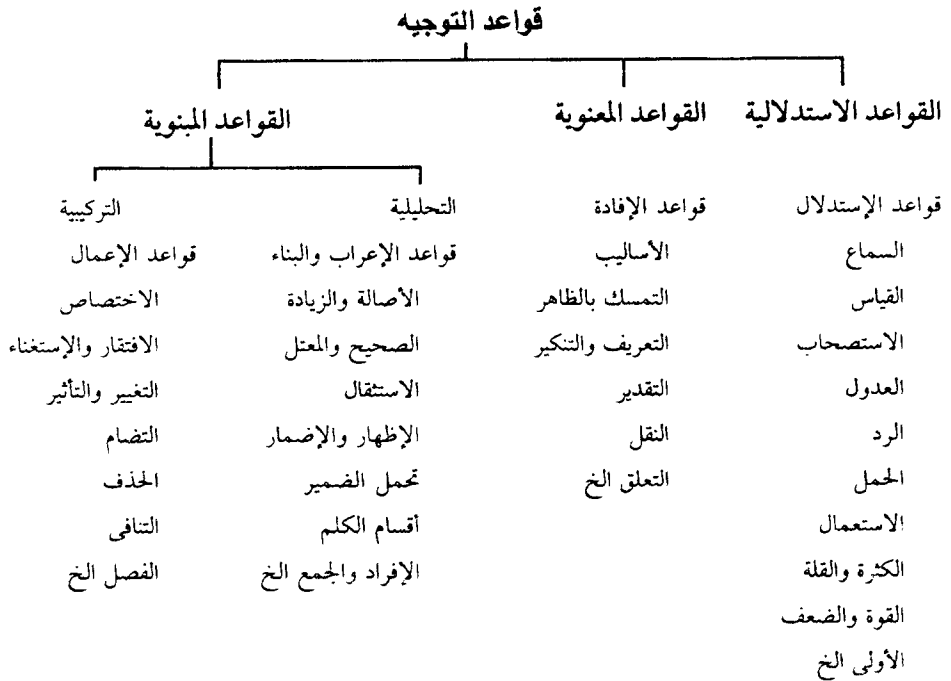 قواعد التوجيه
القواعد الاستدلالية القواعد المعنوية القواعد المبنوية
التحليلية التركيبية
قواعد الإستدلال قواعد الإفادة قواعد الإعراب والبناء قواعد الإعمال
السماع الأساليب الأصالة والزيادة الاختصاص
القياس التمسك بالظاهر الصحيح والمعتل الافتقار والإستغناء
الاستصحاب التعريف والتنكير الاستثقال التغيير والتأثير
العدول التقدير الإظهار والإضمار التضام
الرد النقل تحمل الضمير الحذف
الحمل التعلق الخ أقسام الكلم التنافى
الاستعمال الإفراد والجمع الخ الفصل الخ
الكثرة والقلة
القوة والضعف
الأولى الخ